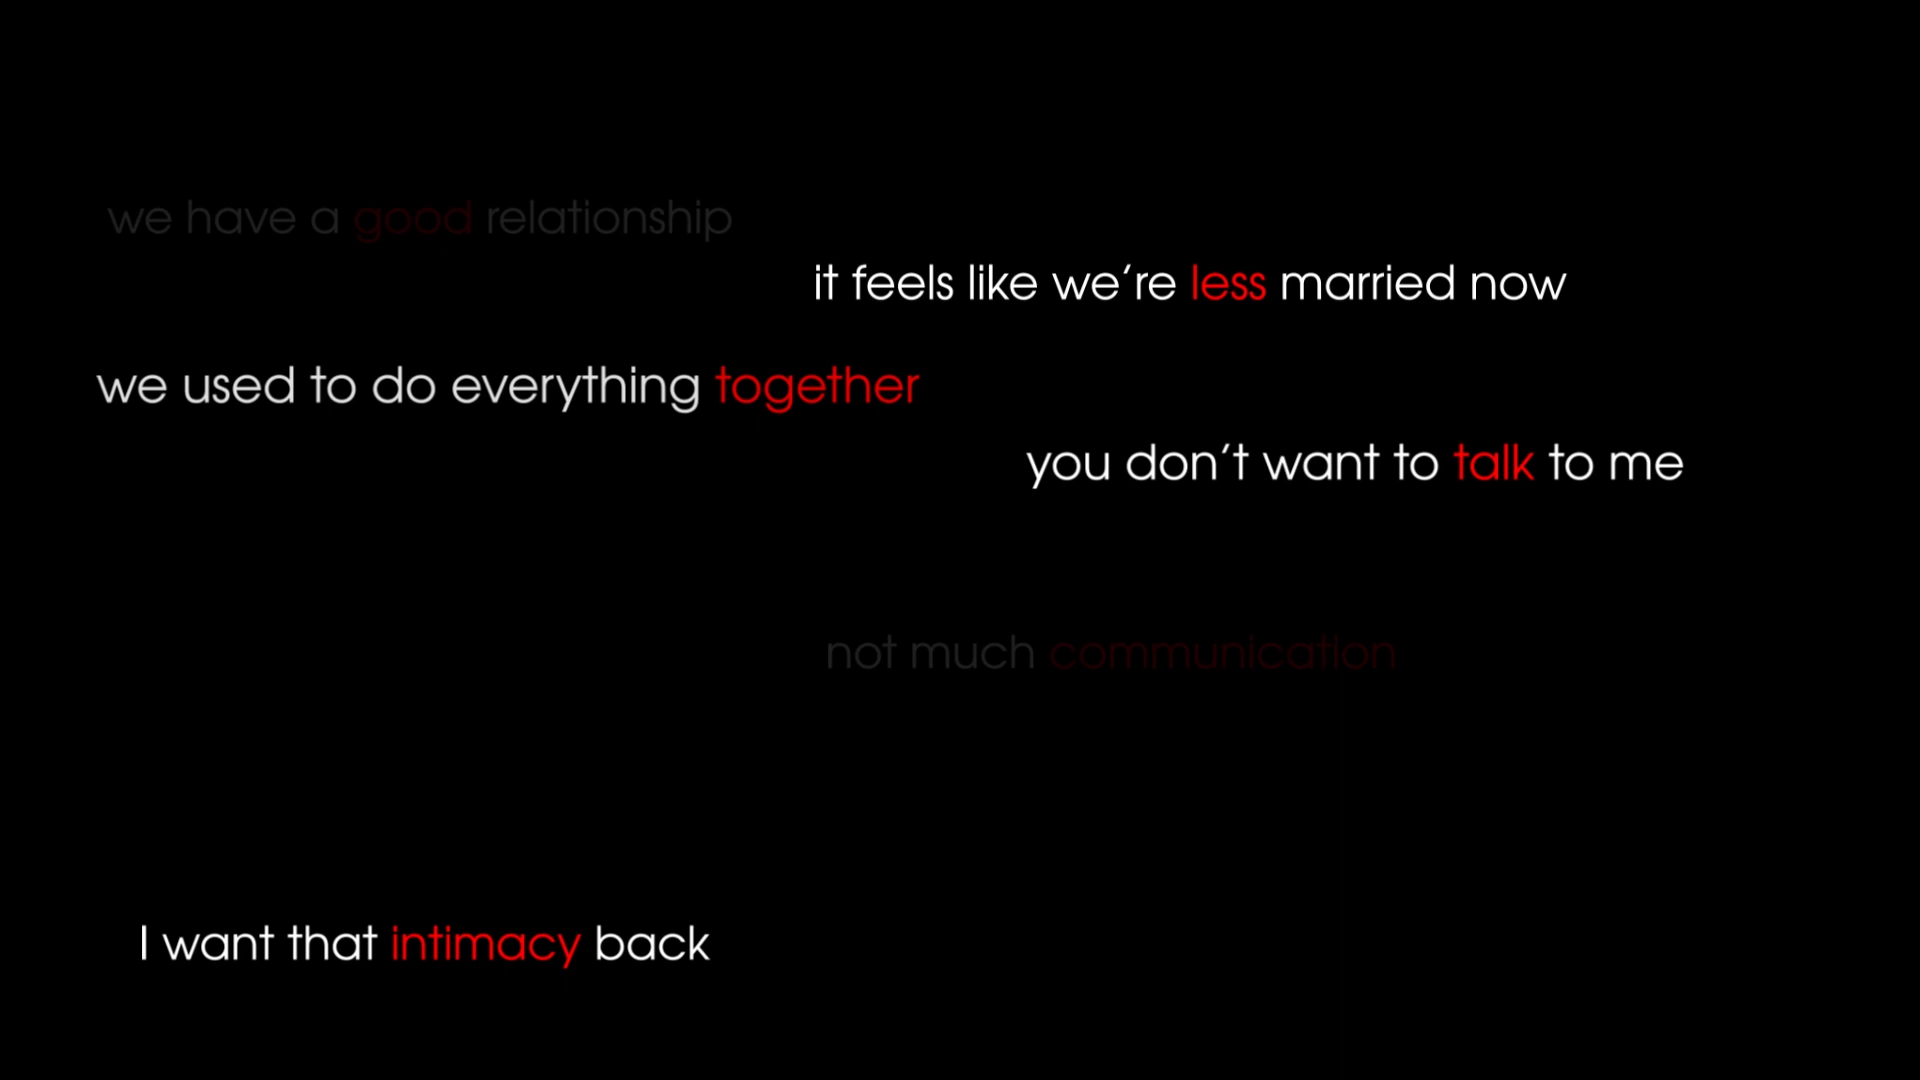 we have a good relationship
it feels like we're less married now
we used to do everything together
you don't want to talk to me
not much communication
I want that intimacy back